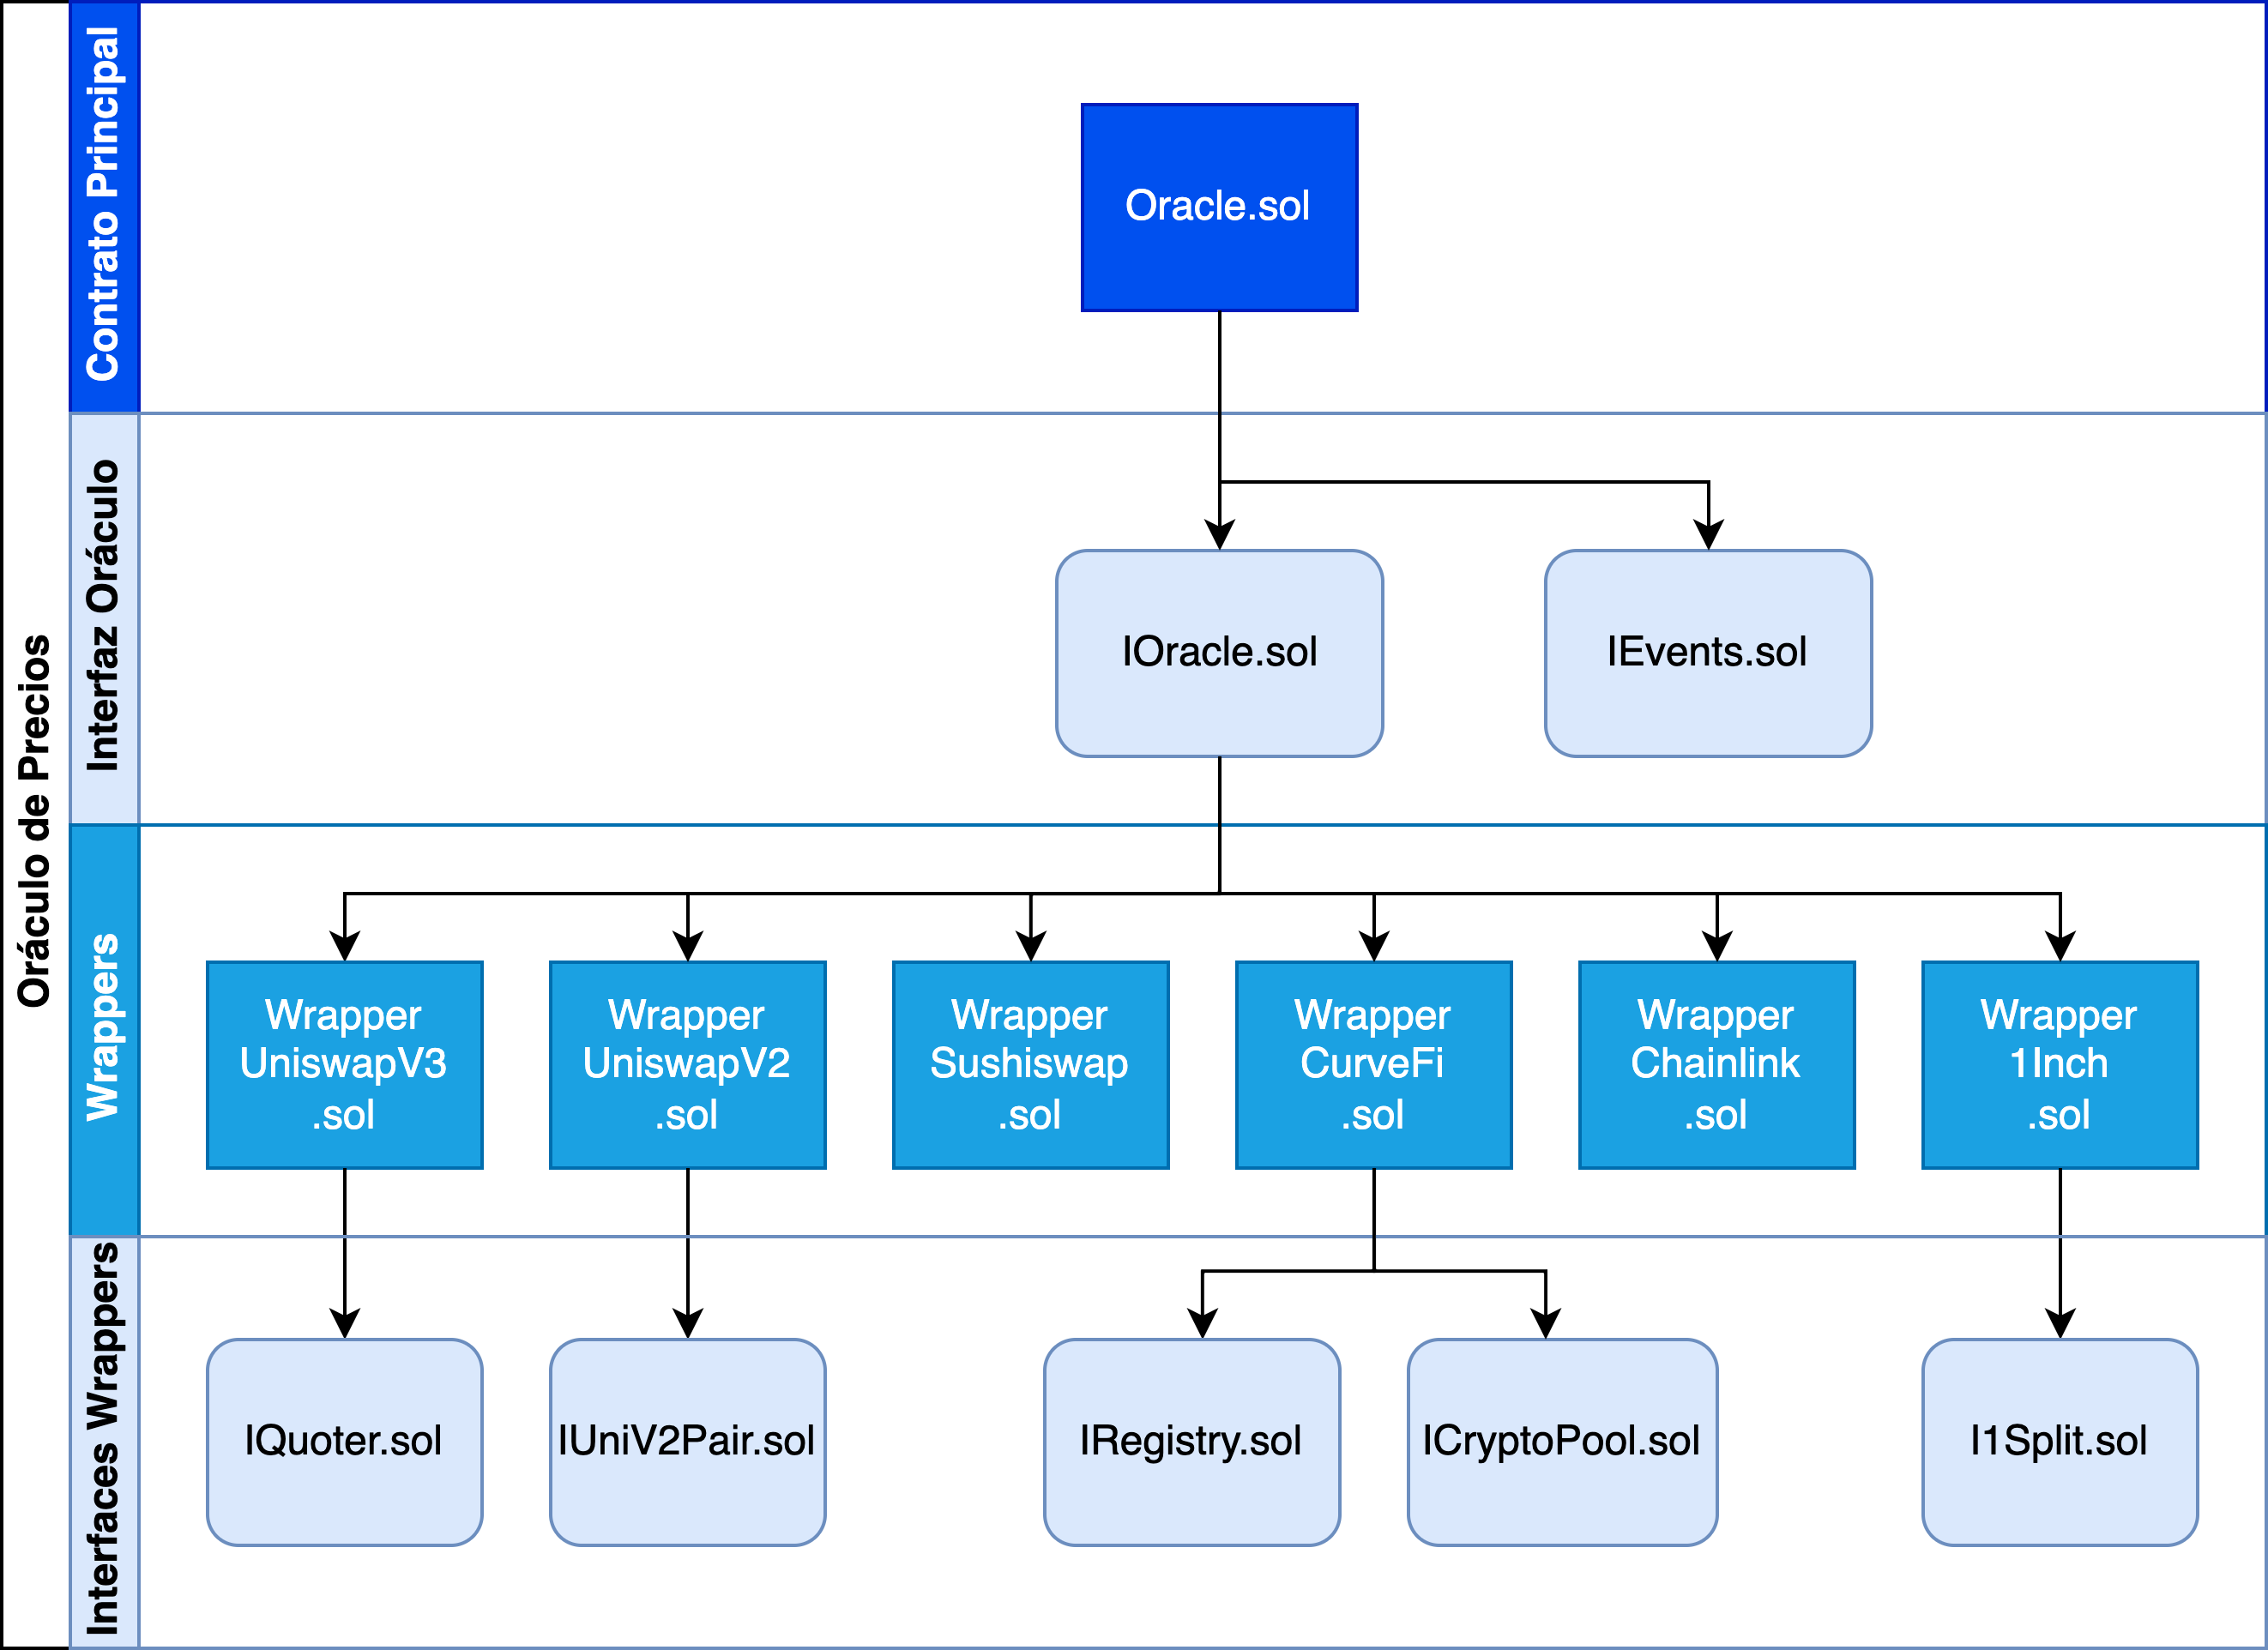 Oráculo de Precios
Contrato Principal
Oracle.sol
Interfaz Oráculo
IOracle.sol
IEvents.sol
Wrappers
Wrapper
UniswapV3
.sol
Wrapper
UniswapV2
.sol
Wrapper
Sushiswap
.sol
Wrapper
CurveFi
.sol
Wrapper
Chainlink
.sol
Wrapper
1Inch
.sol
Interfaces Wrappers
IQuoter.sol
IUniV2Pair.sol
IRegistry.sol
ICryptoPool.sol
I1Split.sol